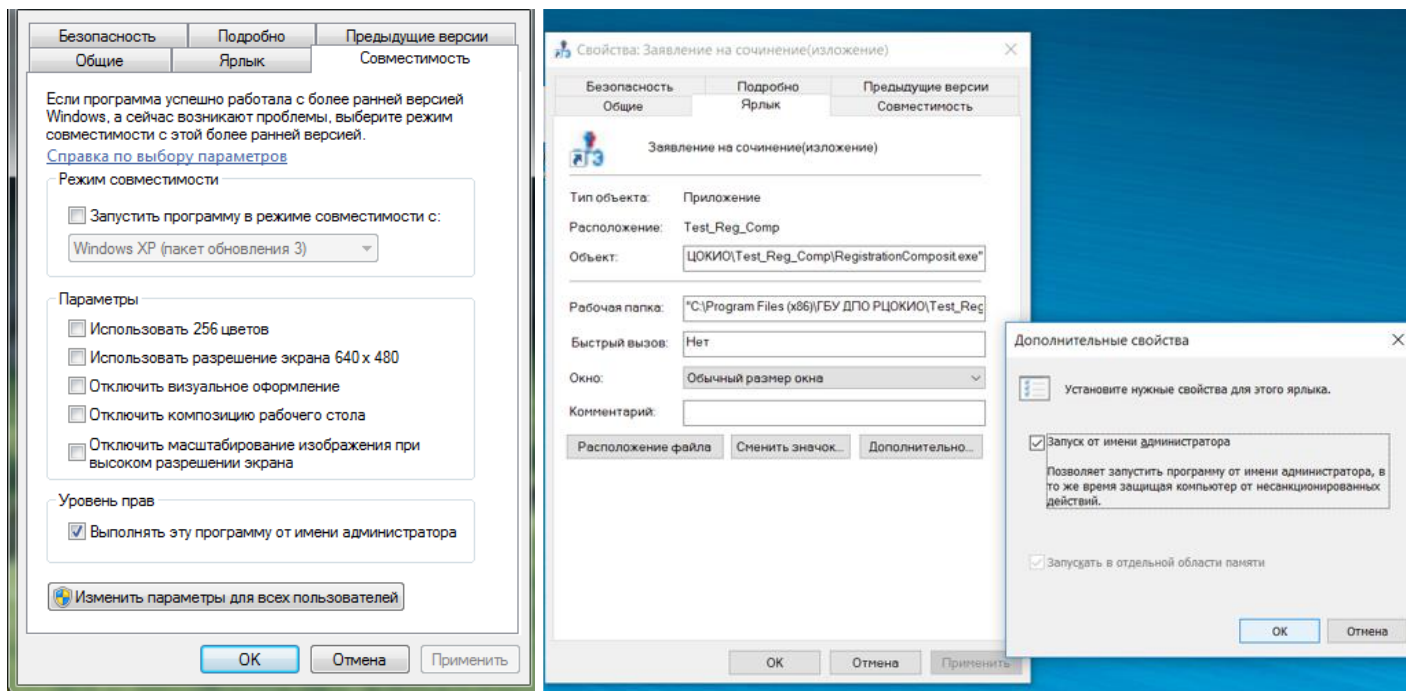 Безопасность
Подробно
Предыдущие версии
Общие
Ярлык
Совместимость
Если программа успешно работала с более ранней версией
Windows, а сейчас возникают проблемы, выберите режим
совместимости с этой более ранней версией.
Справка по выбору параметров
Режим совместимости
Запустить программу в режиме совместимости с:
Windows XP (пакет обновления 3)
Параметры
Использовать 256 цветов
Использовать разрешение экрана 640 x 480
Отключить визуальное оформление
Отключить композицию рабочего стола
Отключить масштабирование изображения при
высоком разрешении экрана
Уровень прав
Выполнять эту программу от имени администратора
Изменить параметры для всех пользователей
OK
Отмена
Применить
Свойства: Заявление на сочинение(изложение)
Безопасность
Подробно
Предыдущие версии
Общие
Ярлык
Совместимость
Заявление на сочинение(изложение)
Тип объекта:
Приложение
Расположение:
Test_Reg_Comp
Объект:
ЦОКИО\Test_Reg_Comp\RegistrationComposit.exe"
Рабочая папка:
"C:\Program Files (x86)\ГБУ ДПО РЦОКИО\Test_Reg
Быстрый вызов:
Нет
Окно:
Обычный размер окна
Комментарий:
Расположение файла
Сменить значок...
Дополнительно...
OK
Отмена
Применить
Дополнительные свойства
Установите нужные свойства для этого ярлыка.
Запуск от имени администратора
Позволяет запустить программу от имени администратора, в
то же время защищая компьютер от несанкционированных
действий.
Запускать в отдельной области памяти
OK
Отмена